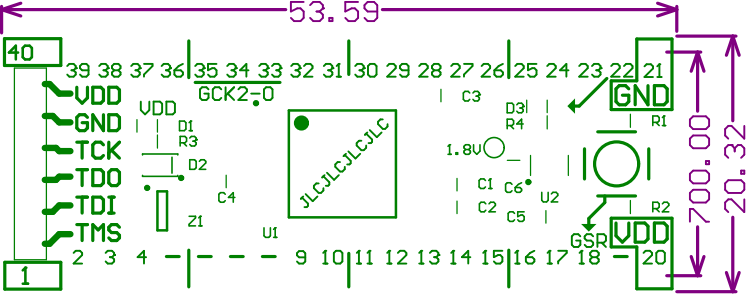 53.59
40
39 38 37 36 35 34 33 32 31 30 29 28 27 26 25 24 23 22 21
VDD
GND
TCK
TDO
TDI
TMS
VDD
GCK2-0
D1
R3
D2
C4
Z1
U1
JLCJLCJLCJLC
C3
D3
R4
1.8V
C1 C6
C2 C5
U2
GND
R1
R2
GSR
VDD
1 2 3 4 9 10 11 12 13 14 15 16 17 18 20
700.00
20.32